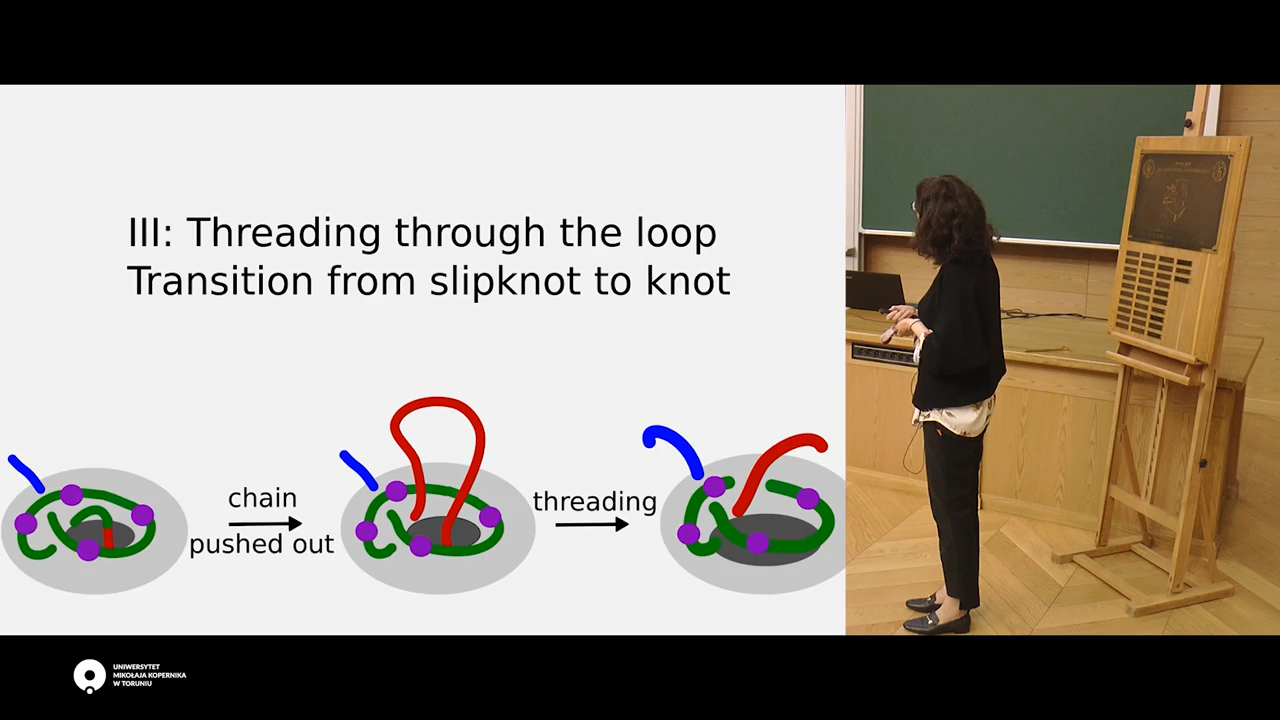 III: Threading through the loop
Transition from slipknot to knot
chain
pushed out
threading
UNIWERSYTET
MIKOŁAJA KOPERNIKA
W TORUNIU